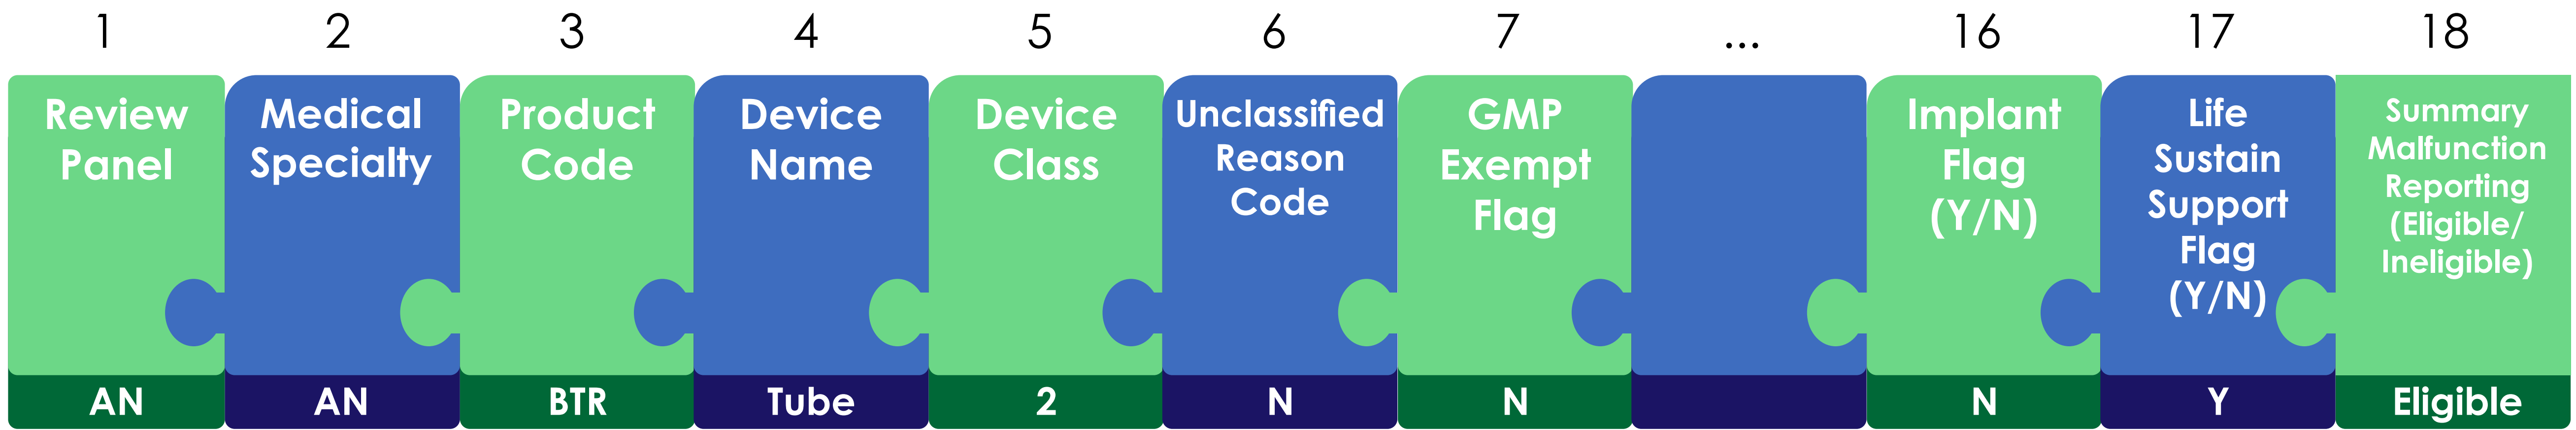 1 2 3 4 5 6 7 ... 16 17 18
Review
Panel
Medical
Specialty
Product
Code
Device
Name
Device
Class
Unclassified
Reason
Code
GMP
Exempt
Flag
Implant
Flag
(Y/N)
Life
Sustain
Support
Flag
(Y/N)
Summary
Malfunction
Reporting
(Eligible/
Ineligible)
AN AN BTR Tube 2 N N N Y Eligible